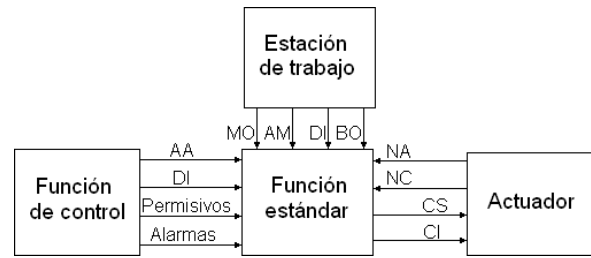 Estación
de trabajo
MO AM DI BO
Función
de control
AA
DI
Permisivos
Alarmas
Función
estándar
NA
NC
CS
CI
Actuador